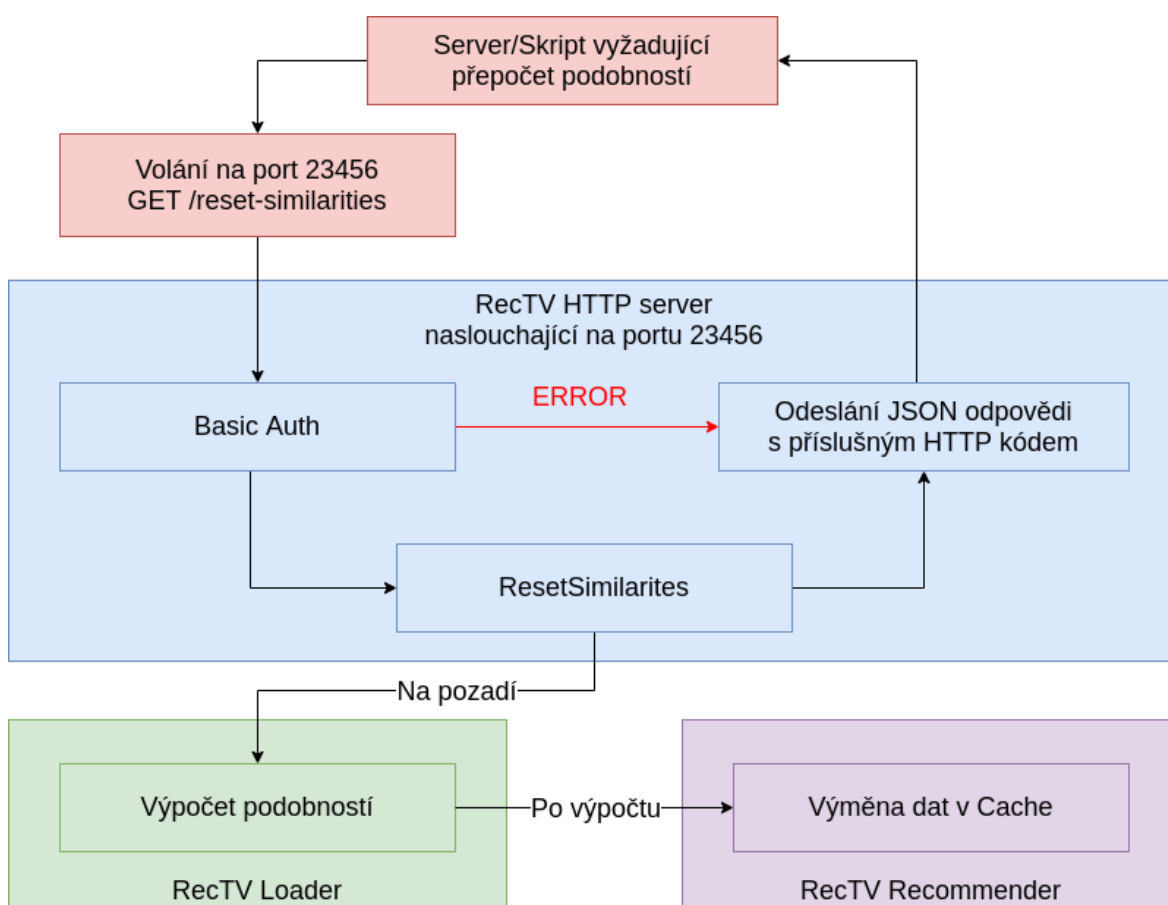 Server/Skript vyžadující
přepočet podobností
Volání na port 23456
GET /reset-similarities
RecTV HTTP server
naslouchající na portu 23456
ERROR
Basic Auth
Odeslání JSON odpovědi
s příslušným HTTP kódem
ResetSimilarites
Na pozadí
Výpočet podobností
Po výpočtu
Výměna dat v Cache
RecTV Loader
RecTV Recommender